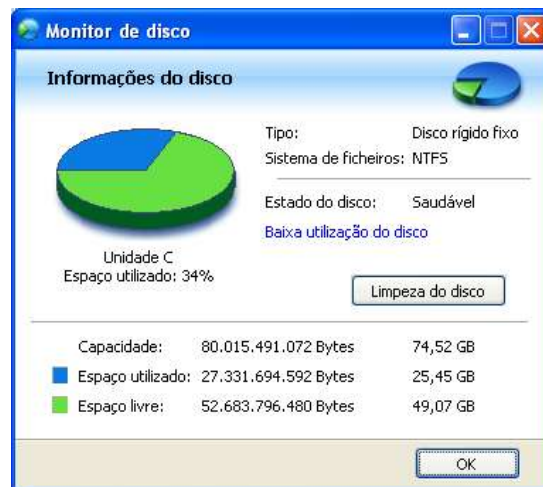 Monitor de disco
Informações do disco
Tipo: Disco rígido fixo
Sistema de ficheiros: NTFS
Estado do disco: Saudável
Baixa utilização do disco
Unidade C
Espaço utilizado: 34%
Limpeza do disco
Capacidade: 80.015.491.072 Bytes 74,52 GB
Espaço utilizado: 27.331.694.592 Bytes 25,45 GB
Espaço livre: 52.683.796.480 Bytes 49,07 GB
OK